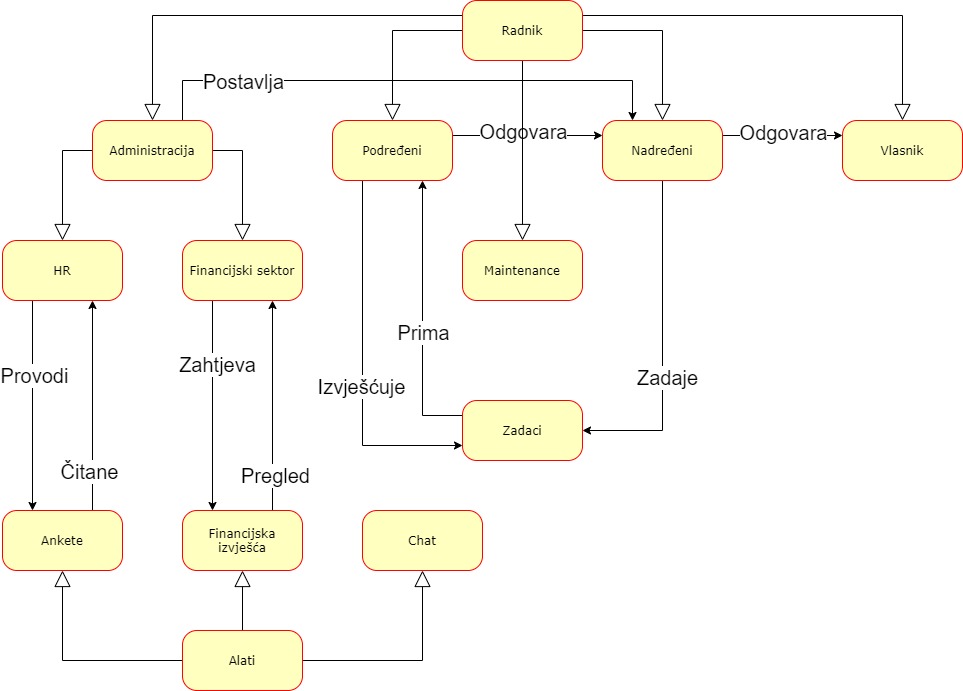 Radnik
Postavlja
Administracija
Podređeni
Odgovara
Nadređeni
Odgovara
Vlasnik
HR
Financijski sektor
Maintenance
Provodi
Zahtjeva
Prima
Izvješćuje
Zadaje
Zadaci
Čitane
Pregled
Ankete
Financijska
izvješća
Chat
Alati